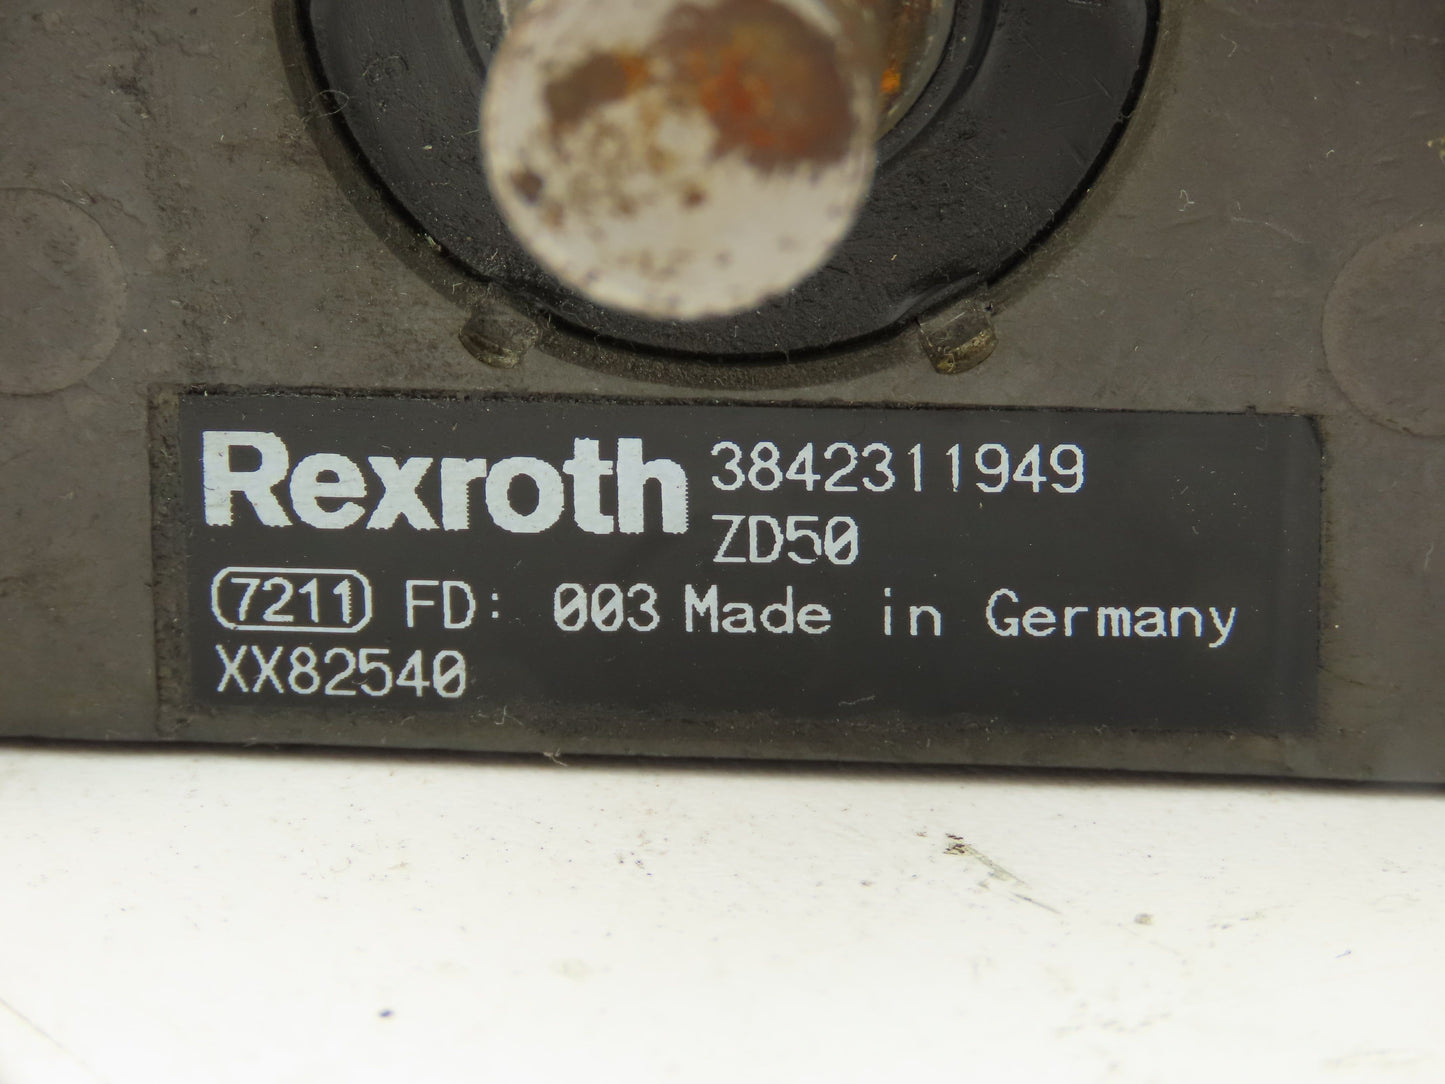 Rexroth 3842311949
ZD50
7211 FD: 003 Made in Germany
XX82540